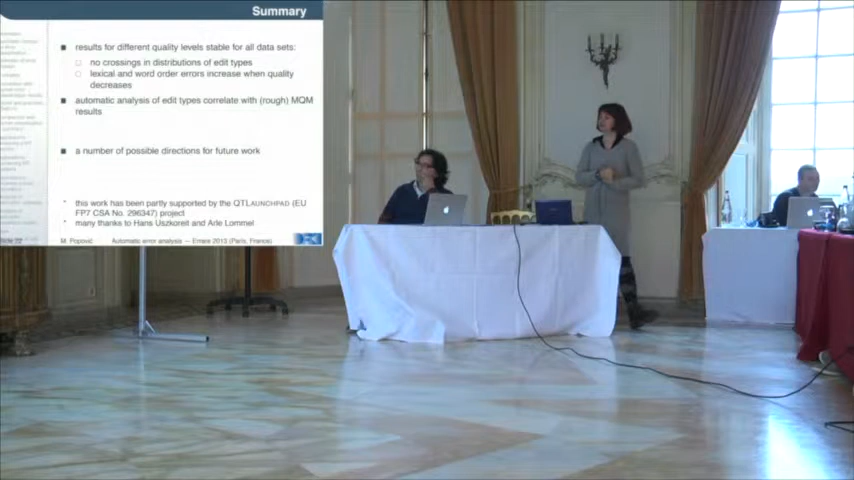 Summary
results for different quality levels stable for all data sets:
no crossings in distributions of edit types
lexical and word order errors increase when quality
decreases
automatic analysis of edit types correlate with (rough) MQM
results
a number of possible directions for future work
* this work has been partly supported by the QTLAUNCHPAD (EU
FP7 CSA No. 296347) project
* many thanks to Hans Uszkoreit and Arle Lommel
M. Popović Automatic error analysis – Errare 2013 (Paris, France)